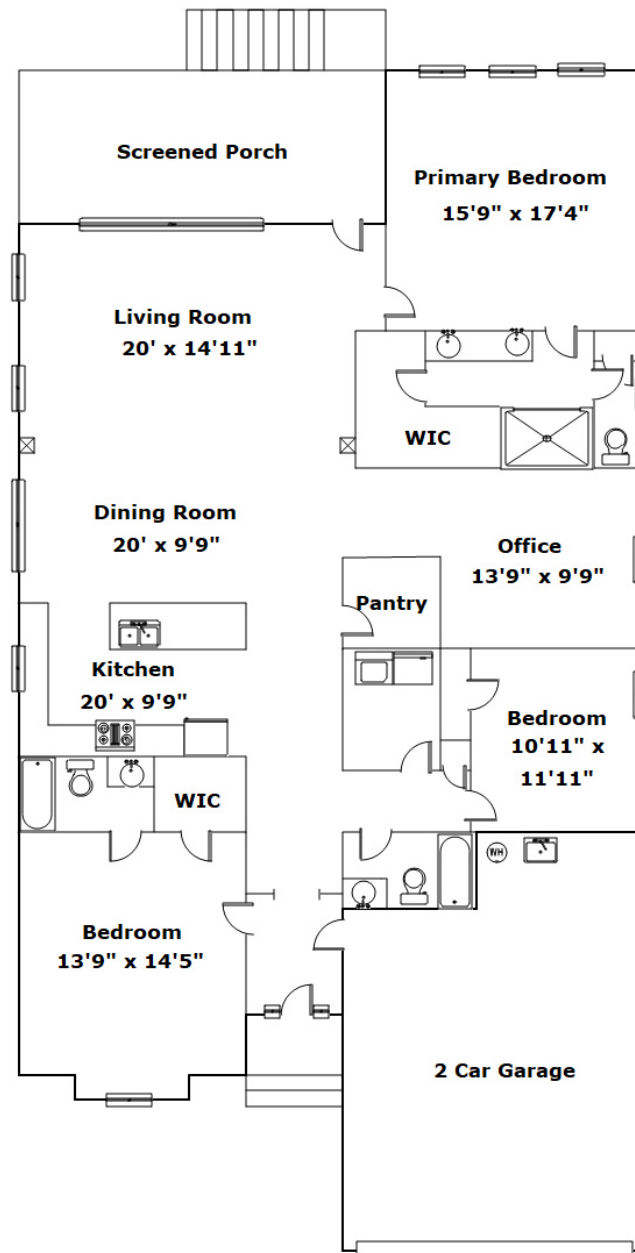 Screened Porch
Primary Bedroom
15'9" x 17'4"
Living Room
20' x 14'11"
WIC
Dining Room
20' x 9'9"
Office
13'9" x 9'9"
Pantry
Kitchen
20' x 9'9"
Bedroom
10'11" x
11'11"
WIC
WH
Bedroom
13'9" x 14'5"
2 Car Garage